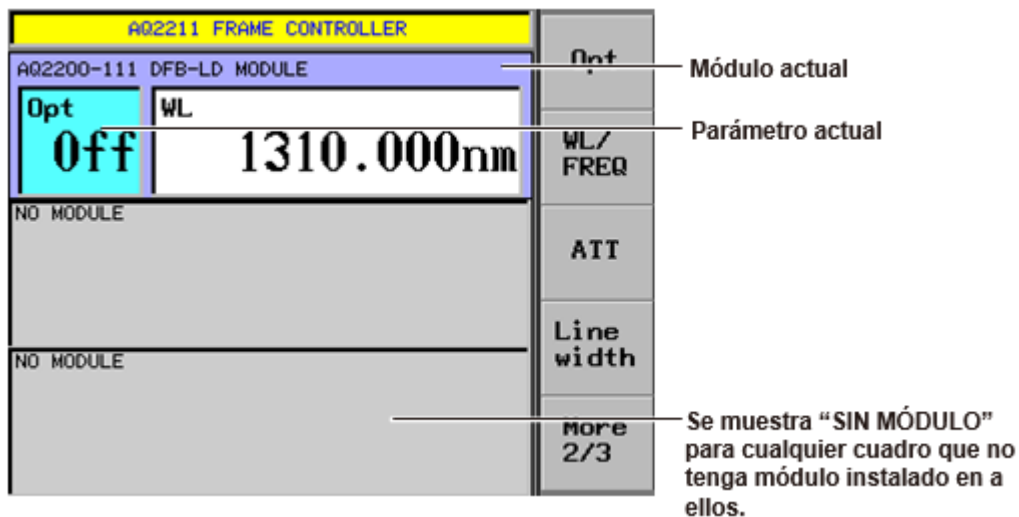 AQ2211 FRAME CONTROLLER
AQ2200-111 DFB-LD MODULE
Opt
Off
WL
1310.000nm
NO MODULE
NO MODULE
Opt
WL/
FREQ
ATT
Line
width
More
2/3
Módulo actual
Parámetro actual
Se muestra “SIN MÓDULO”
para cualquier cuadro que no
tenga módulo instalado en a
ellos.